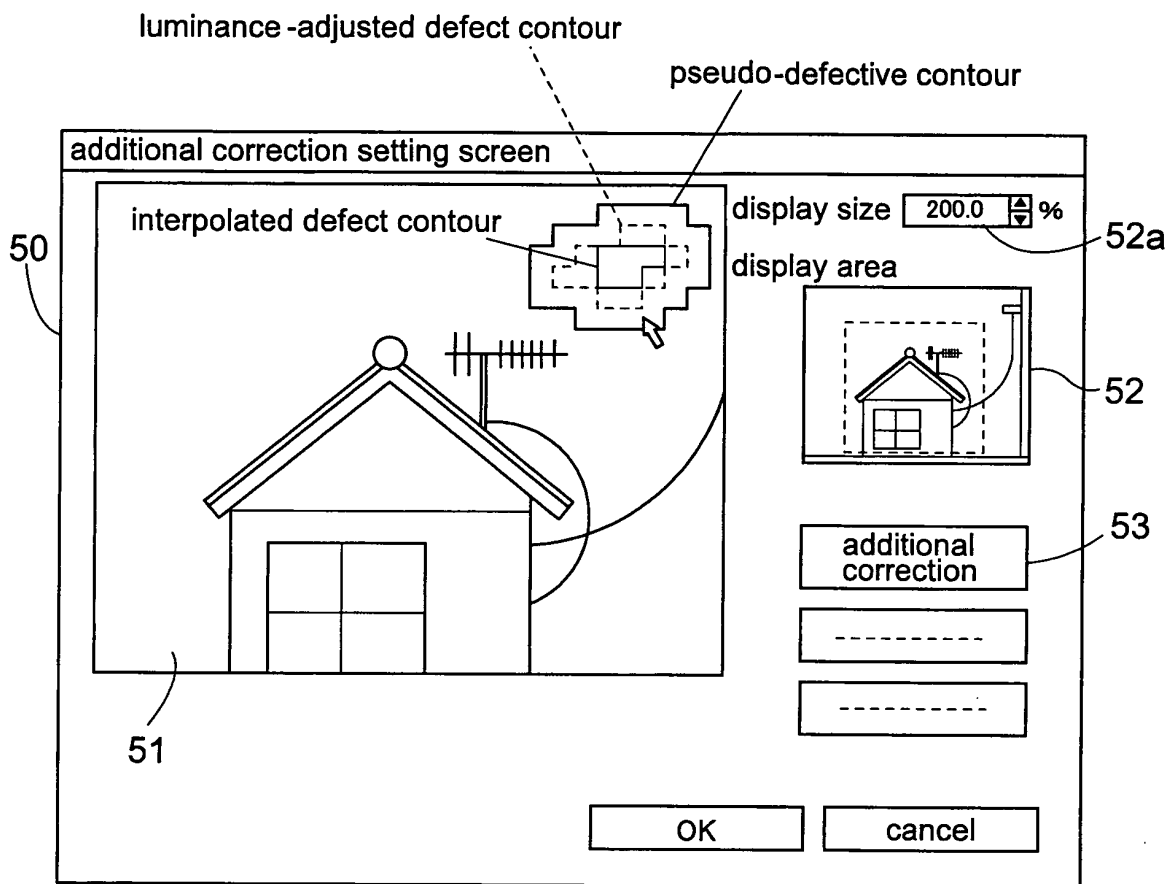 luminance-adjusted defect contour
pseudo-defective contour
additional correction setting screen
interpolated defect contour
display size 200.0 %
52a
50
display area
52
additional
correction
53
51
OK
cancel